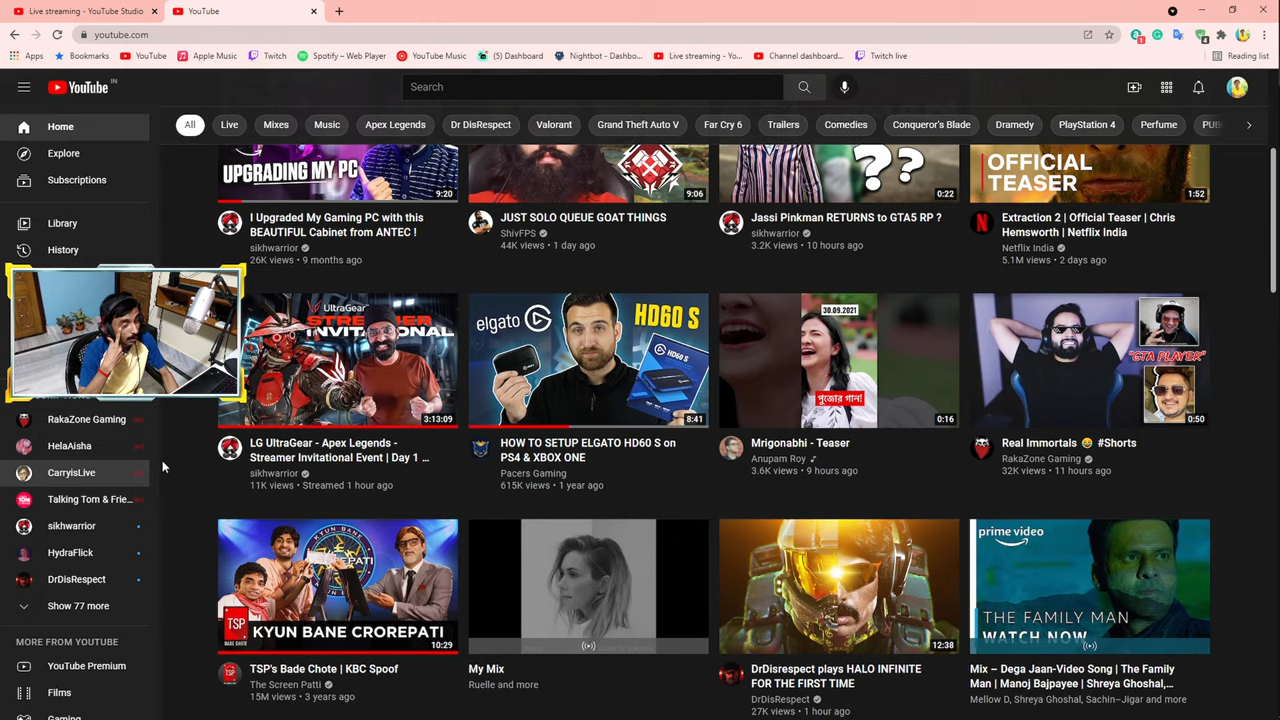 Live streaming - YouTube Studio
YouTube
youtube.com
Apps
Bookmarks
YouTube
Apple Music
Twitch
Spotify – Web Player
YouTube Music
(5) Dashboard
Nightbot - Dashbo...
Live streaming - Yo...
Channel dashboard...
Twitch live
Reading list
YouTube IN
Search
All
Live
Mixes
Music
Apex Legends
Dr DisRespect
Valorant
Grand Theft Auto V
Far Cry 6
Trailers
Comedies
Conqueror's Blade
Dramedy
PlayStation 4
Perfume
Home
Explore
Subscriptions
Library
History
RakaZone Gaming
HelaAisha
CarryisLive
Talking Tom & Frie...
sikhwarrior
HydraFlick
DrDisRespect
Show 77 more
MORE FROM YOUTUBE
YouTube Premium
Films
UPGRADING MY PC
9:20
9:06
??
0:22
OFFICIAL
TEASER
1:52
I Upgraded My Gaming PC with this
BEAUTIFUL Cabinet from ANTEC !
sikhwarrior
26K views • 9 months ago
JUST SOLO QUEUE GOAT THINGS
ShivFPS
44K views • 1 day ago
Jassi Pinkman RETURNS to GTA5 RP ?
sikhwarrior
3.2K views • 10 hours ago
Extraction 2 | Official Teaser | Chris
Hemsworth | Netflix India
Netflix India
5.1M views • 2 days ago
UltraGear
INVITATIONAL
3:13:09
elgato
HD60 S
8:41
30.09.2021
পুজোর গান!
0:16
"GTA PLAYER"
0:50
LG UltraGear - Apex Legends -
Streamer Invitational Event | Day 1 ...
sikhwarrior
11K views • Streamed 1 hour ago
HOW TO SETUP ELGATO HD60 S on
PS4 & XBOX ONE
Pacers Gaming
615K views • 1 year ago
Mrigonabhi - Teaser
Anupam Roy
3.6K views • 9 hours ago
Real Immortals 😄 #Shorts
RakaZone Gaming
32K views • 11 hours ago
TSP
BADE CHOTE
KYUN BANE CROREPATI
10:29
12:38
prime video
THE FAMILY MAN
WATCH NOW
TSP's Bade Chote | KBC Spoof
The Screen Patti
15M views • 3 years ago
My Mix
Ruelle and more
DrDisrespect plays HALO INFINITE
FOR THE FIRST TIME
DrDisRespect
27K views • 1 hour ago
Mix – Dega Jaan-Video Song | The Family
Man | Manoj Bajpayee | Shreya Ghoshal,...
Mellow D, Shreya Ghoshal, Sachin–Jigar and more